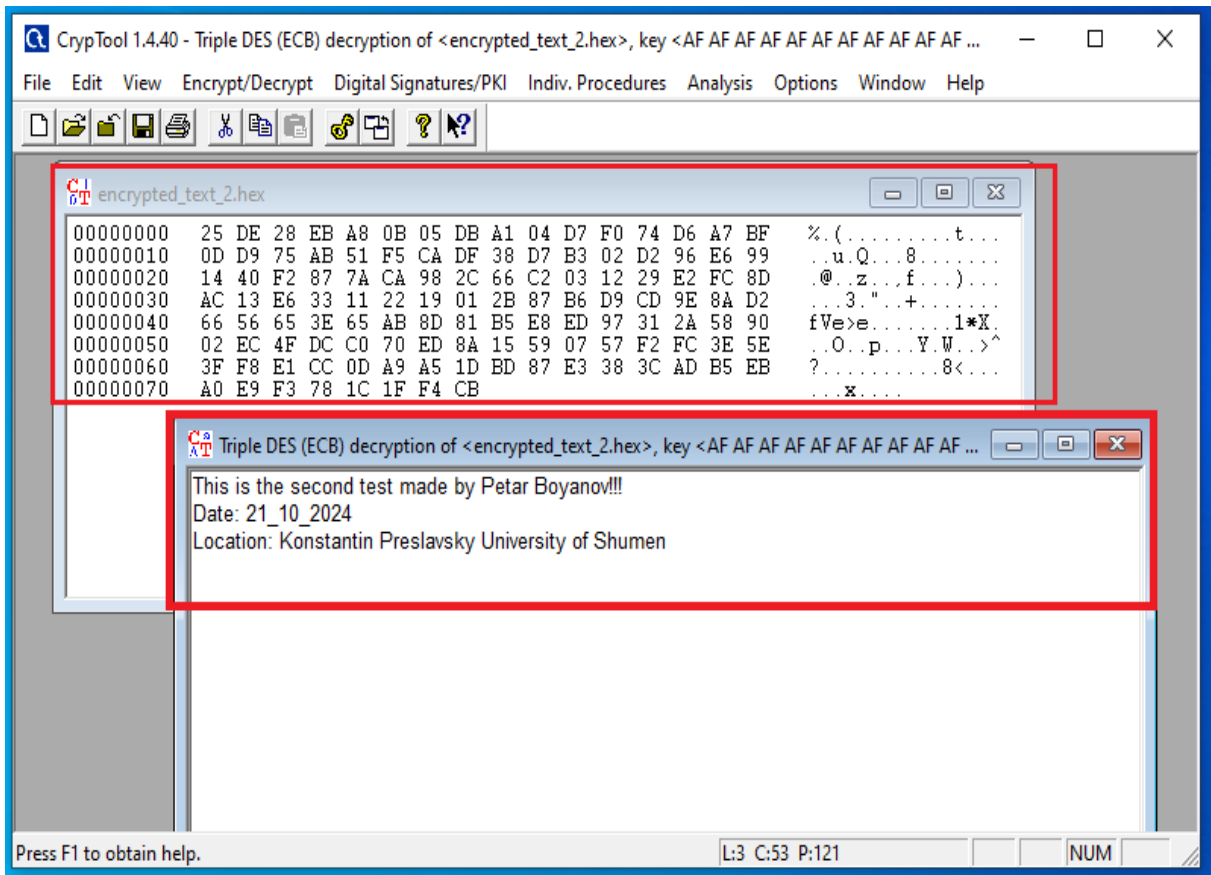 CrypTool 1.4.40 - Triple DES (ECB) decryption of <encrypted_text_2.hex>, key <AF AF AF AF AF AF AF AF AF AF ...
File Edit View Encrypt/Decrypt Digital Signatures/PKI Indiv. Procedures Analysis Options Window Help
encrypted_text_2.hex
00000000 25 DE 28 EB A8 0B 05 DB A1 04 D7 F0 74 D6 A7 BF %.(.........t...
00000010 0D D9 75 AB 51 F5 CA DF 38 D7 B3 02 D2 96 E6 99 ..u.Q...8.......
00000020 14 40 F2 87 7A CA 98 2C 66 C2 03 12 29 E2 FC 8D .@..z..,f...)...
00000030 AC 13 E6 33 11 22 19 01 2B 87 B6 D9 CD 9E 8A D2 ...3."..+.......
00000040 66 56 65 3E 65 AB 8D 81 B5 E8 ED 97 31 2A 58 90 fVe>e.......1*X.
00000050 02 EC 4F DC C0 70 ED 8A 15 59 07 57 F2 FC 3E 5E ..O..p...Y.W..>^
00000060 3F F8 E1 CC 0D A9 A5 1D BD 87 E3 38 3C AD B5 EB ?..........8<...
00000070 A0 E9 F3 78 1C 1F F4 CB ...x....
Triple DES (ECB) decryption of <encrypted_text_2.hex>, key <AF AF AF AF AF AF AF AF AF AF ...
This is the second test made by Petar Boyanov!!!
Date: 21_10_2024
Location: Konstantin Preslavsky University of Shumen
Press F1 to obtain help.
L:3 C:53 P:121
NUM